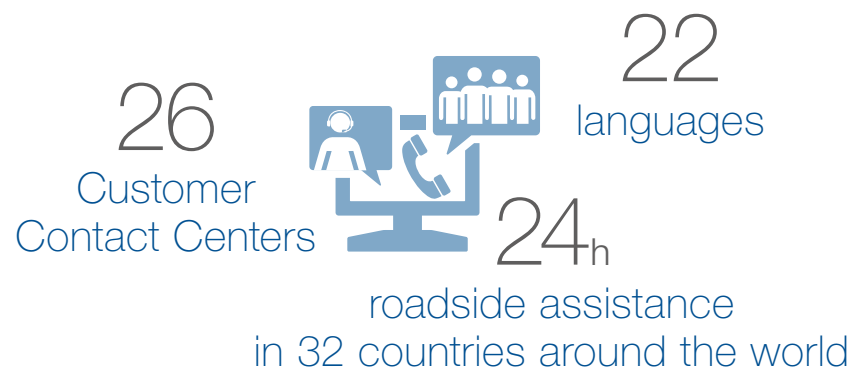 26
Customer
Contact Centers
22
languages
24h
roadside assistance
in 32 countries around the world